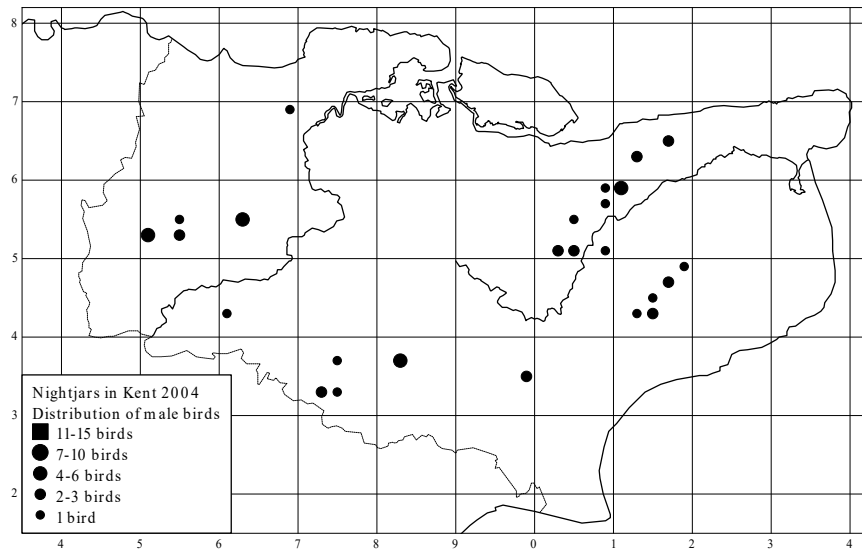 8
7
6
5
4
3
2
Nightjars in Kent 2004
Distribution of male birds
11-15 birds
7-10 birds
4-6 birds
2-3 birds
1 bird
4 5 6 7 8 9 0 1 2 3 4